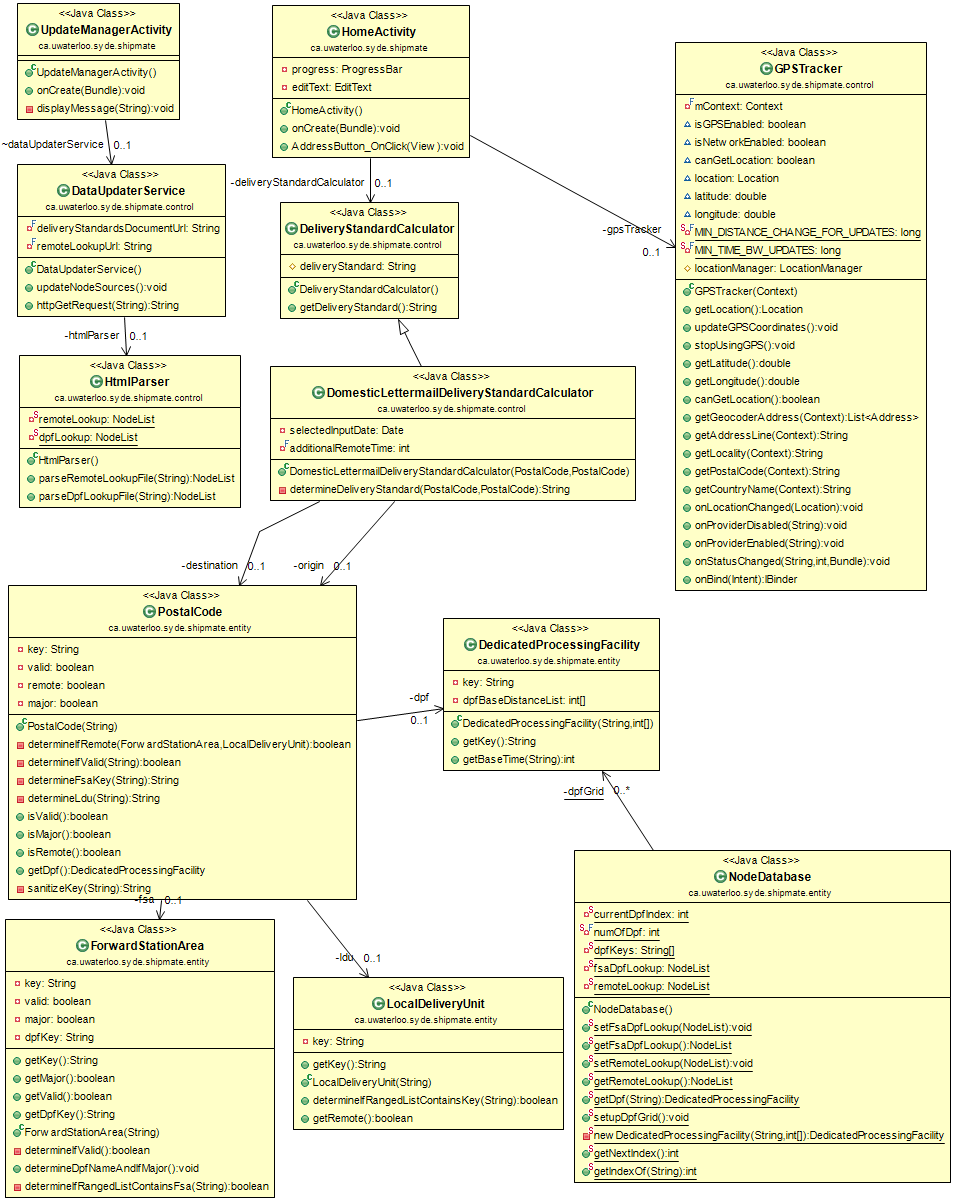 <<Java Class>>
UpdateManagerActivity
ca.uwaterloo.syde.shipmate
UpdateManagerActivity()
onCreate(Bundle):void
displayMessage(String):void
~dataUpdaterService
0..1
<<Java Class>>
DataUpdaterService
ca.uwaterloo.syde.shipmate.control
deliveryStandardsDocumentUrl: String
remoteLookupUrl: String
DataUpdaterService()
updateNodeSources():void
httpGetRequest(String):String
-htmlParser
0..1
<<Java Class>>
HtmlParser
ca.uwaterloo.syde.shipmate.control
remoteLookup: NodeList
dpfLookup: NodeList
HtmlParser()
parseRemoteLookupFile(String):NodeList
parseDpfLookupFile(String):NodeList
<<Java Class>>
HomeActivity
ca.uwaterloo.syde.shipmate
progress: ProgressBar
editText: EditText
HomeActivity()
onCreate(Bundle):void
AddressButton_OnClick(View):void
-deliveryStandardCalculator
0..1
-gpsTracker
0..1
<<Java Class>>
DeliveryStandardCalculator
ca.uwaterloo.syde.shipmate.control
deliveryStandard: String
DeliveryStandardCalculator()
getDeliveryStandard():String
<<Java Class>>
DomesticLettermailDeliveryStandardCalculator
ca.uwaterloo.syde.shipmate.control
selectedInputDate: Date
additionalRemoteTime: int
DomesticLettermailDeliveryStandardCalculator(PostalCode,PostalCode)
determineDeliveryStandard(PostalCode,PostalCode):String
-destination
0..1
-origin
0..1
<<Java Class>>
GPSTracker
ca.uwaterloo.syde.shipmate.control
mContext: Context
isGPSEnabled: boolean
isNetworkEnabled: boolean
canGetLocation: boolean
location: Location
latitude: double
longitude: double
MIN_DISTANCE_CHANGE_FOR_UPDATES: long
MIN_TIME_BW_UPDATES: long
locationManager: LocationManager
GPSTracker(Context)
getLocation():Location
updateGPSCoordinates():void
stopUsingGPS():void
getLatitude():double
getLongitude():double
canGetLocation():boolean
getGeocoderAddress(Context):List<Address>
getAddressLine(Context):String
getLocality(Context):String
getPostalCode(Context):String
getCountryName(Context):String
onLocationChanged(Location):void
onProviderDisabled(String):void
onProviderEnabled(String):void
onStatusChanged(String,int,Bundle):void
onBind(Intent):IBinder
<<Java Class>>
PostalCode
ca.uwaterloo.syde.shipmate.entity
key: String
valid: boolean
remote: boolean
major: boolean
PostalCode(String)
determineIfRemote(ForwardStationArea,LocalDeliveryUnit):boolean
determineIfValid(String):boolean
determineFsaKey(String):String
determineLdu(String):String
isValid():boolean
isMajor():boolean
isRemote():boolean
getDpf():DedicatedProcessingFacility
sanitizeKey(String):String
-dpf
0..1
-fsa
0..1
-ldu
0..1
<<Java Class>>
DedicatedProcessingFacility
ca.uwaterloo.syde.shipmate.entity
key: String
dpfBaseDistanceList: int[]
DedicatedProcessingFacility(String,int[])
getKey():String
getBaseTime(String):int
-dpfGrid
0..*
<<Java Class>>
NodeDatabase
ca.uwaterloo.syde.shipmate.entity
currentDpfIndex: int
numOfDpf: int
dpfKeys: String[]
fsaDpfLookup: NodeList
remoteLookup: NodeList
NodeDatabase()
setFsaDpfLookup(NodeList):void
getFsaDpfLookup():NodeList
setRemoteLookup(NodeList):void
getRemoteLookup():NodeList
getDpf(String):DedicatedProcessingFacility
setupDpfGrid():void
newDedicatedProcessingFacility(String,int[]):DedicatedProcessingFacility
getNextIndex():int
getIndexOf(String):int
<<Java Class>>
ForwardStationArea
ca.uwaterloo.syde.shipmate.entity
key: String
valid: boolean
major: boolean
dpfKey: String
getKey():String
getMajor():boolean
getValid():boolean
getDpfKey():String
ForwardStationArea(String)
determineIfValid():boolean
determineDpfNameAndIfMajor():void
determineIfRangedListContainsFsa(String):boolean
<<Java Class>>
LocalDeliveryUnit
ca.uwaterloo.syde.shipmate.entity
key: String
getKey():String
LocalDeliveryUnit(String)
determineIfRangedListContainsKey(String):boolean
getRemote():boolean